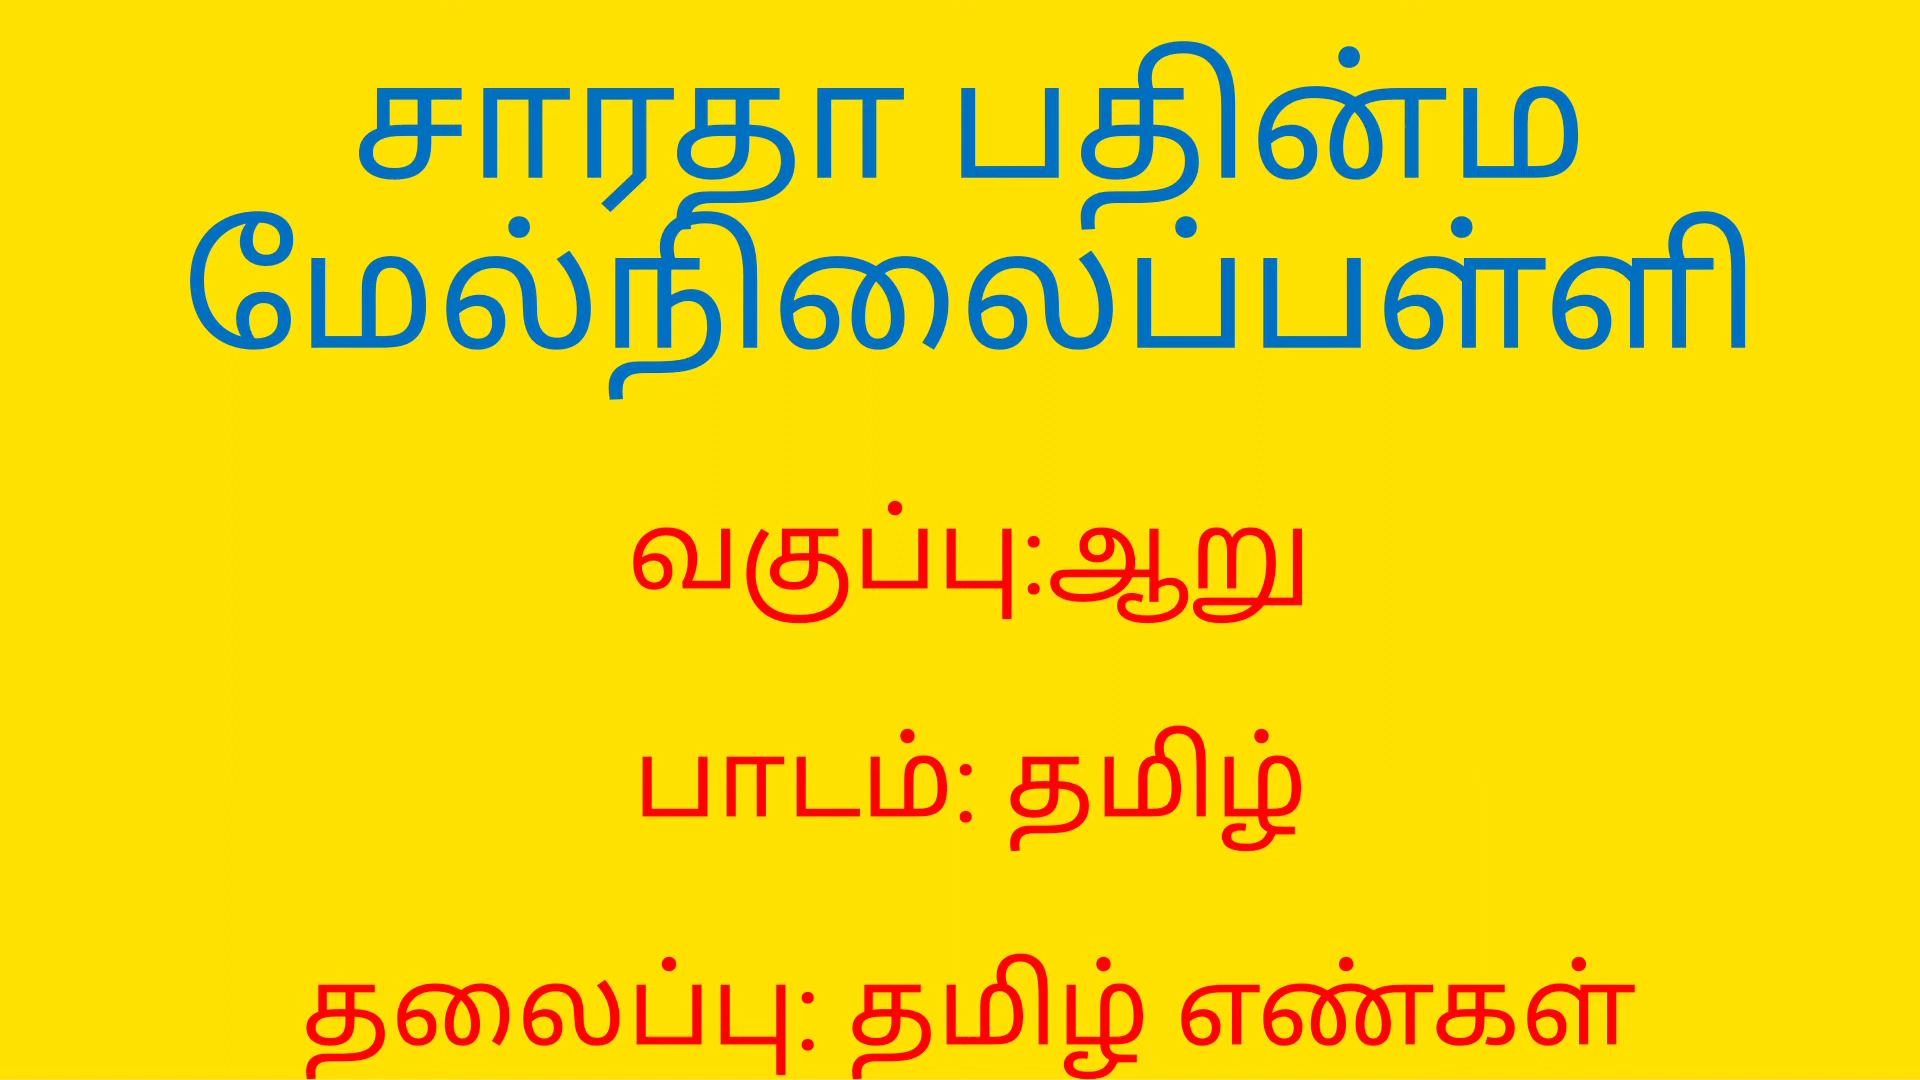 சாரதா பதின்ம
மேல்நிலைப்பள்ளி
வகுப்பு:ஆறு
பாடம்: தமிழ்
தலைப்பு: தமிழ் எண்கள்